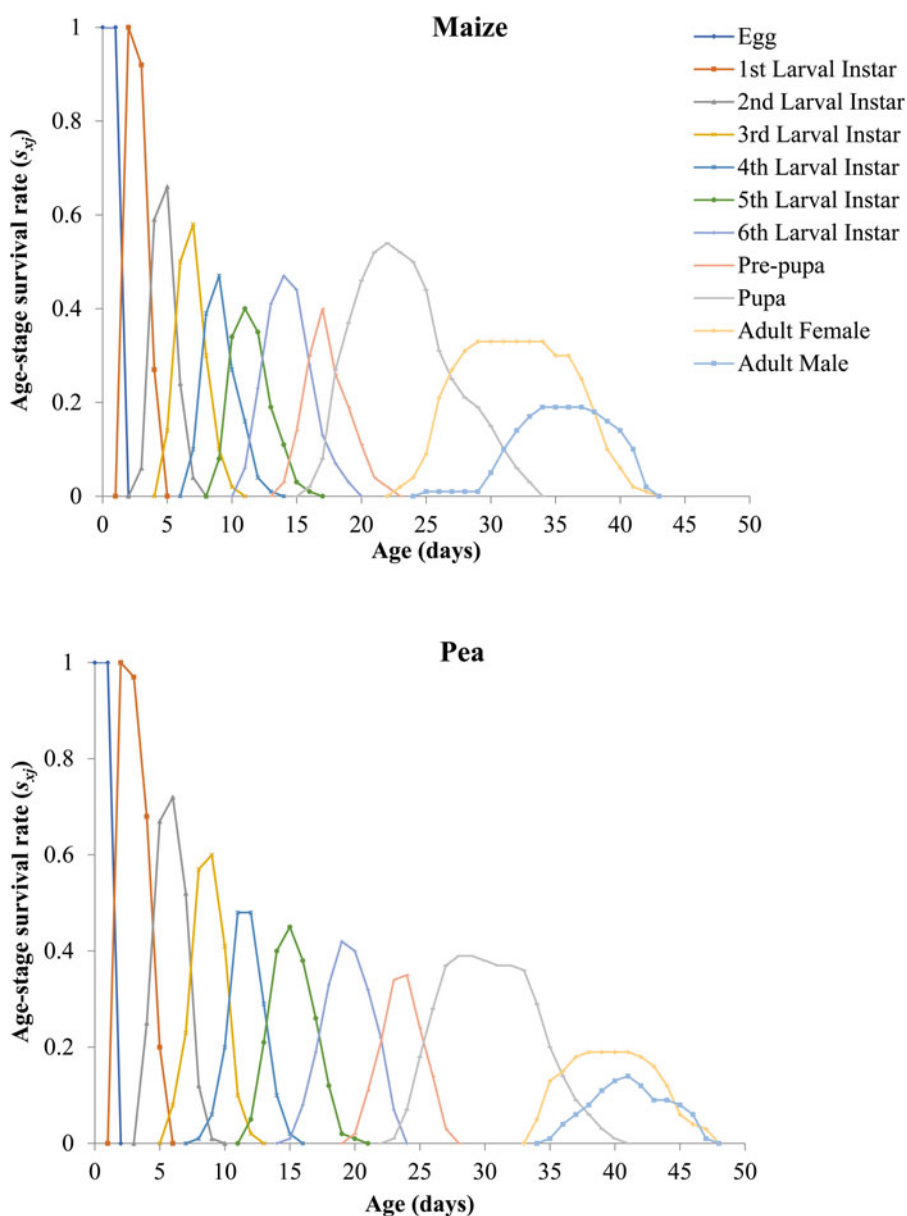 Maize
1
0.8
0.6
0.4
0.2
0
Age-stage survival rate (sxj)
0 5 10 15 20 25 30 35 40 45 50
Age (days)
Egg
1st Larval Instar
2nd Larval Instar
3rd Larval Instar
4th Larval Instar
5th Larval Instar
6th Larval Instar
Pre-pupa
Pupa
Adult Female
Adult Male
Pea
1
0.8
0.6
0.4
0.2
0
Age-stage survival rate (sxj)
0 5 10 15 20 25 30 35 40 45 50
Age (days)